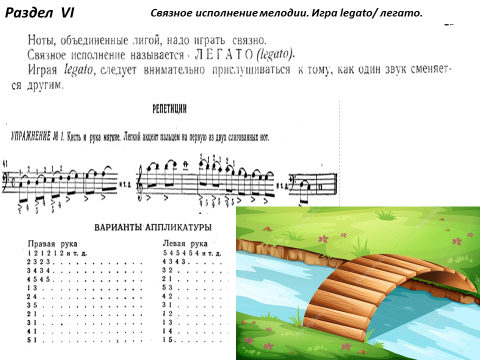 Раздел VI
Связное исполнение мелодии. Игра legato/ легато.
Ноты, объединенные лигой, надо играть связно.
Связное исполнение называется · ЛЕГАТО (legato).
Играя legato, следует внимательно прислушиваться к тому, как один звук сменяет-
ся другим.
РЕПЕТИЦИИ
УПРАЖНЕНИЕ № 1. Кисть и рука мягкие. Легкий акцент пальцем на первую из двух слигованных нот.
41
и т. д.
и т. д.
ВАРИАНТЫ АППЛИКАТУРЫ
Правая рука
1 2 1 2 1 2 и т. д.
2 3 2 3 . . . . . . . . . . . .
3 4 3 4 . . . . . . . . . . . .
4 5 4 5 . . . . . . . . . . . .
1 3 . . . . . . . . . . . .
2 4 . . . . . . . . . . . .
3 5 . . . . . . . . . . . .
2 1 . . . . . . . . . . . .
3 1 . . . . . . . . . . . .
4 1 . . . . . . . . . . . .
5 1 . . . . . . . . . . . .
Левая рука
5 4 5 4 5 4 и т. д.
4 3 4 3 . . . . . . . . .
3 2 . . . . . . . . .
2 1 . . . . . . . . .
5 3 . . . . . . . . .
4 2 . . . . . . . . .
3 1 . . . . . . . . .
1 2 . . . . . . . . .
1 3 . . . . . . . . .
1 4 . . . . . . . . .
1 5 . . . . . . . . .